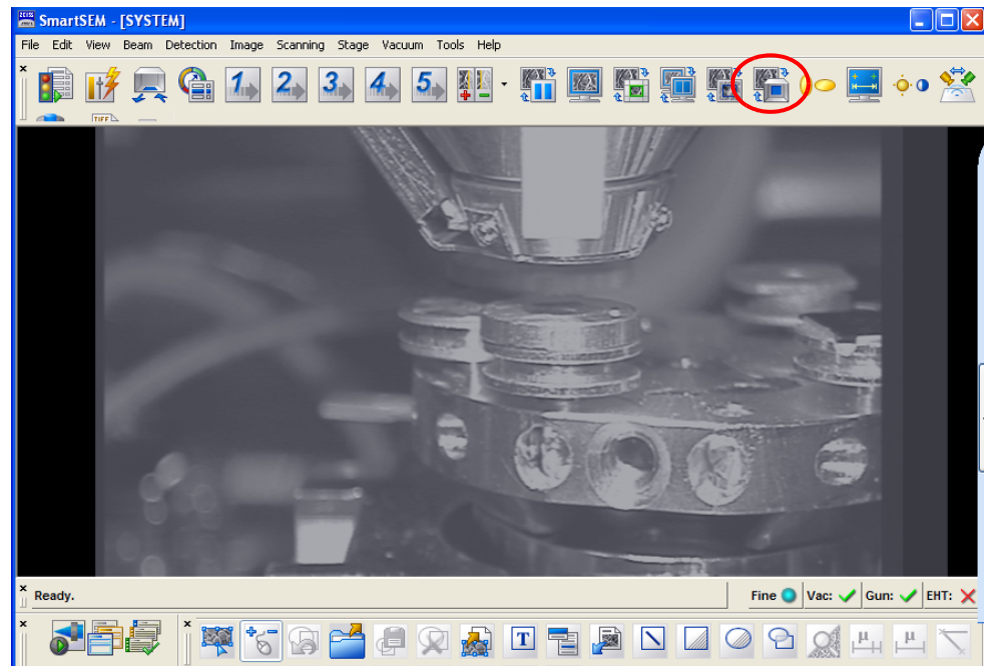 ZEISS SmartSEM - [SYSTEM]
File Edit View Beam Detection Image Scanning Stage Vacuum Tools Help
1 2 3 4 5
TIFF
Ready.
Fine Vac: Gun: EHT:
T µ µ